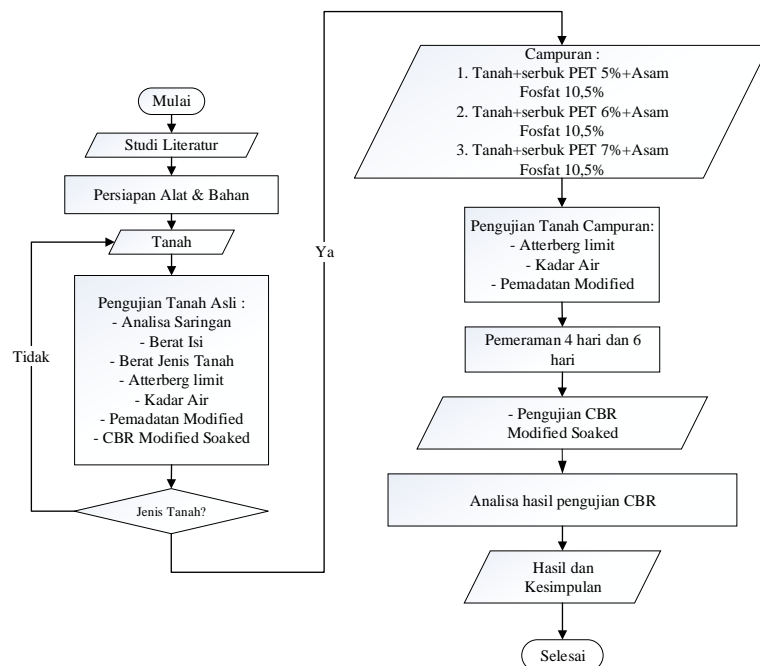 Mulai
Studi Literatur
Persiapan Alat & Bahan
Tanah
Pengujian Tanah Asli :
- Analisa Saringan
- Berat Isi
- Berat Jenis Tanah
- Atterberg limit
- Kadar Air
- Pemadatan Modified
- CBR Modified Soaked
Tidak
Jenis Tanah?
Ya
Campuran :
1. Tanah+serbuk PET 5%+Asam
Fosfat 10,5%
2. Tanah+serbuk PET 6%+Asam
Fosfat 10,5%
3. Tanah+serbuk PET 7%+Asam
Fosfat 10,5%
Pengujian Tanah Campuran:
- Atterberg limit
- Kadar Air
- Pemadatan Modified
Pemeraman 4 hari dan 6
hari
- Pengujian CBR
Modified Soaked
Analisa hasil pengujian CBR
Hasil dan
Kesimpulan
Selesai